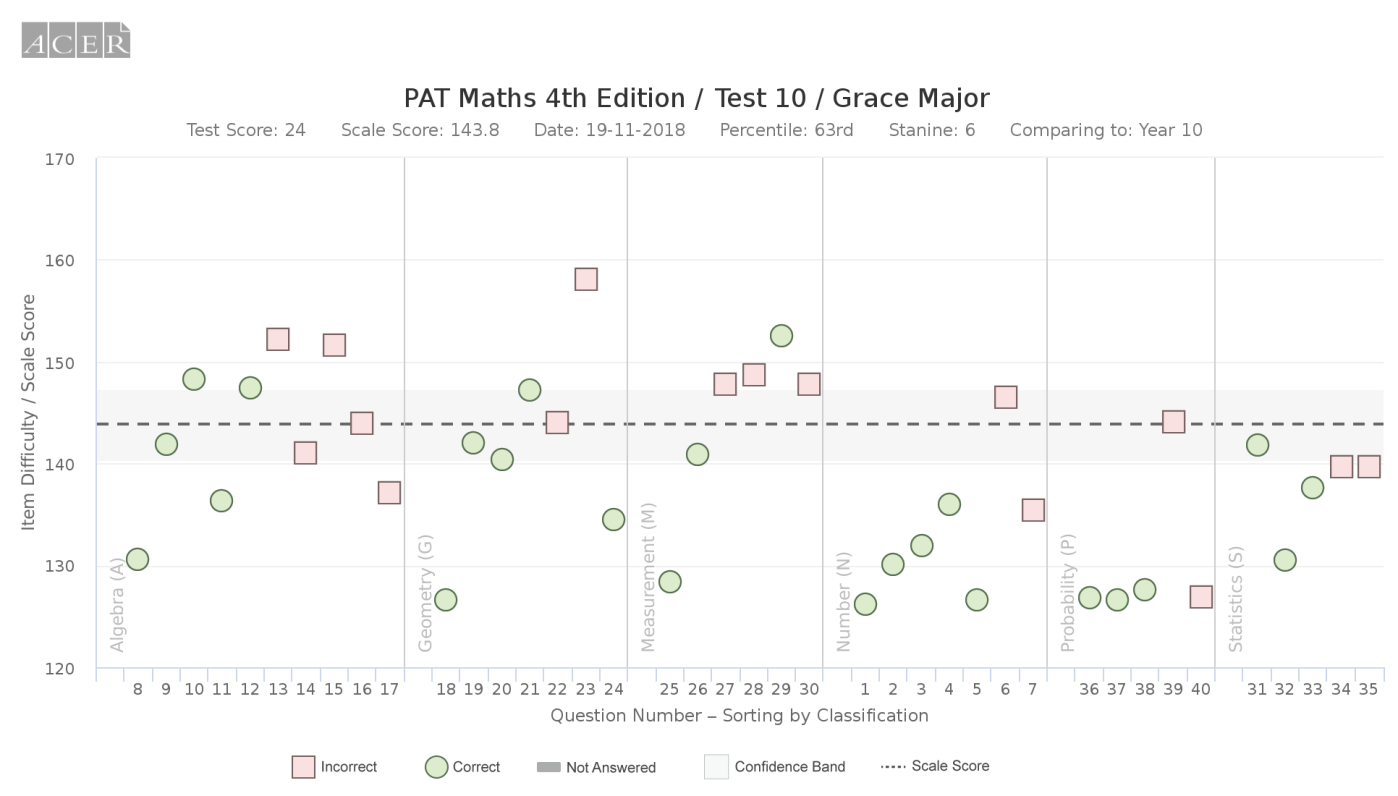 ACER
PAT Maths 4th Edition / Test 10 / Grace Major
Test Score: 24 Scale Score: 143.8 Date: 19-11-2018 Percentile: 63rd Stanine: 6 Comparing to: Year 10
Item Difficulty / Scale Score
170
160
150
140
130
120
Algebra (A)
Geometry (G)
Measurement (M)
Number (N)
Probability (P)
Statistics (S)
8 9 10 11 12 13 14 15 16 17 18 19 20 21 22 23 24 25 26 27 28 29 30 1 2 3 4 5 6 7 36 37 38 39 40 31 32 33 34 35
Question Number – Sorting by Classification
Incorrect Correct Not Answered Confidence Band Scale Score